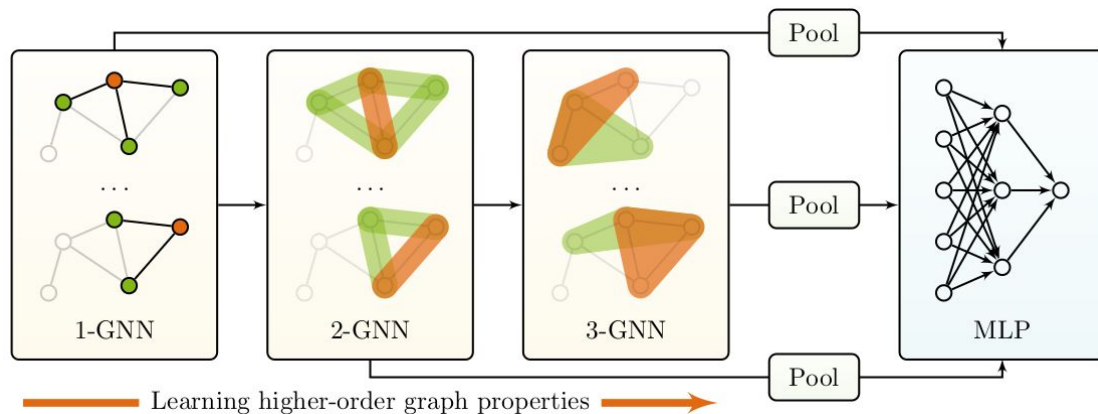 Pool
. . .
. . .
. . .
Pool
1-GNN
2-GNN
3-GNN
MLP
Pool
Learning higher-order graph properties